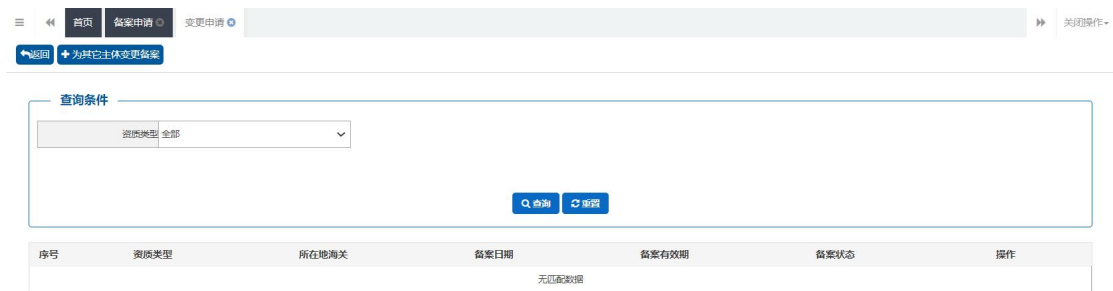 首页 备案申请 变更申请 关闭操作
返回 为其它主体变更备案
查询条件
资质类型 全部
查询 重置
序号 资质类型 所在地海关 备案日期 备案有效期 备案状态 操作
无匹配数据